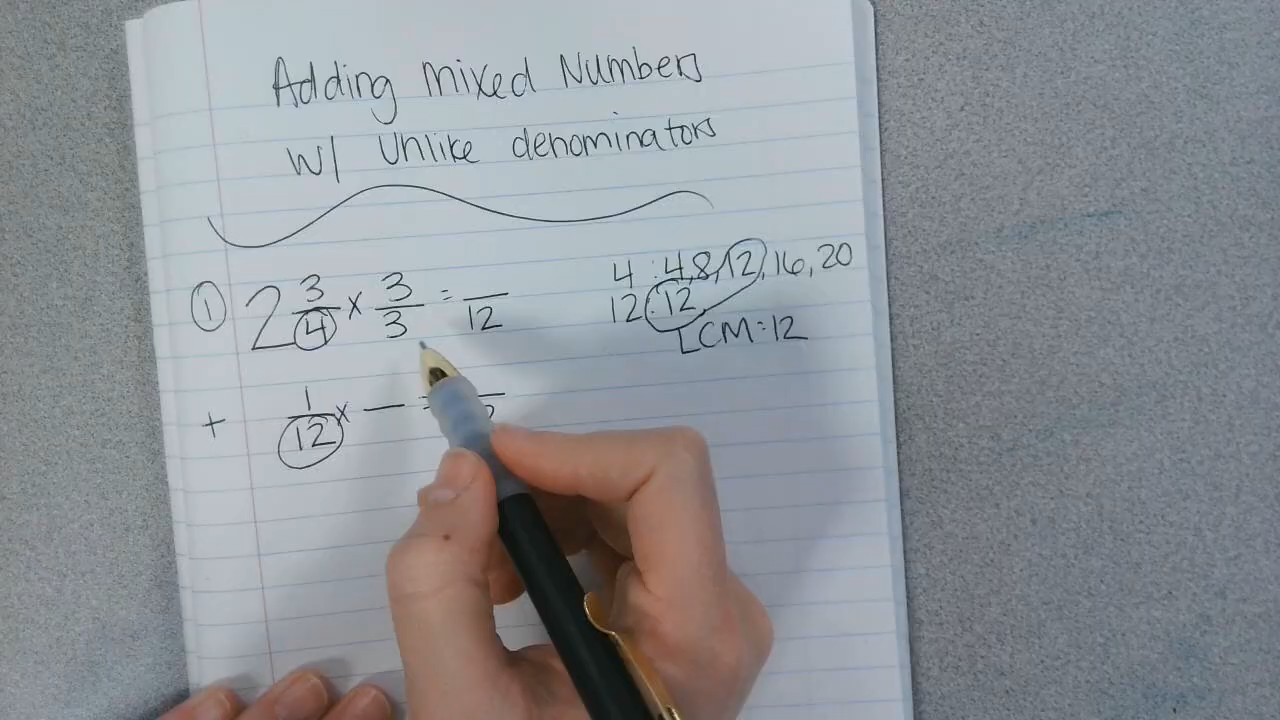 Adding Mixed Numbers
w/ Unlike denominators
① 2 3/4 x 3/3 = __/12
+ 1/12 x —
4 : 4, 8, 12, 16, 20
12 : 12
LCM = 12